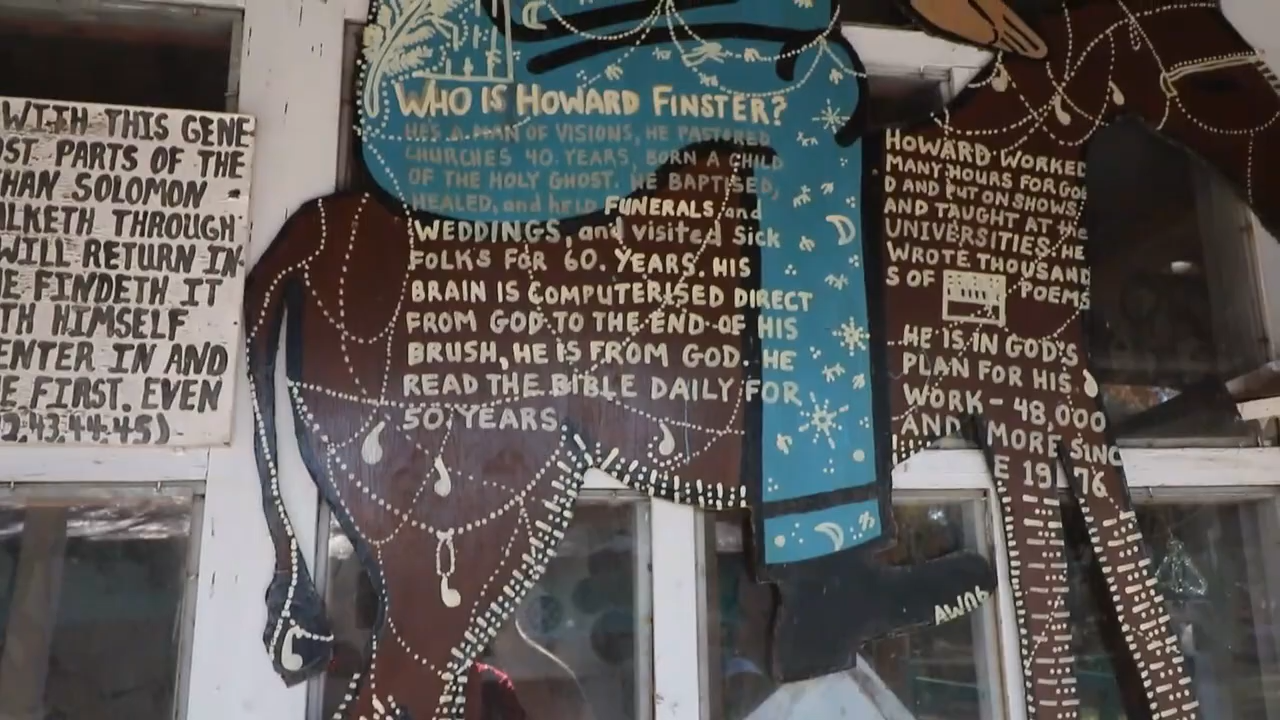 WITH THIS GENE
OST PARTS OF THE
HAN SOLOMON
ALKETH THROUGH
WILL RETURN IN-
E FINDETH IT
TH HIMSELF
ENTER IN AND
E FIRST. EVEN
2,43,44,45)
WHO IS HOWARD FINSTER?
HES A MAN OF VISIONS, HE PASTORED
CHURCHES 40 YEARS, BORN A CHILD
OF THE HOLY GHOST. HE BAPTISED,
HEALED, and held FUNERALS, and
WEDDINGS, and visited sick
FOLKS FOR 60. YEARS. HIS
BRAIN IS COMPUTERISED DIRECT
FROM GOD TO THE END OF HIS
BRUSH, HE IS FROM GOD. HE
READ THE BIBLE DAILY FOR
50 YEARS.
HOWARD WORKED
MANY HOURS FOR GO
D AND PUT ON SHOWS,
AND TAUGHT AT the
UNIVERSITIES. HE
WROTE THOUSAND
S OF POEMS
HE IS IN GOD'S
PLAN FOR HIS
WORK - 48,000
AND MORE SINC
E 1976
AWOG